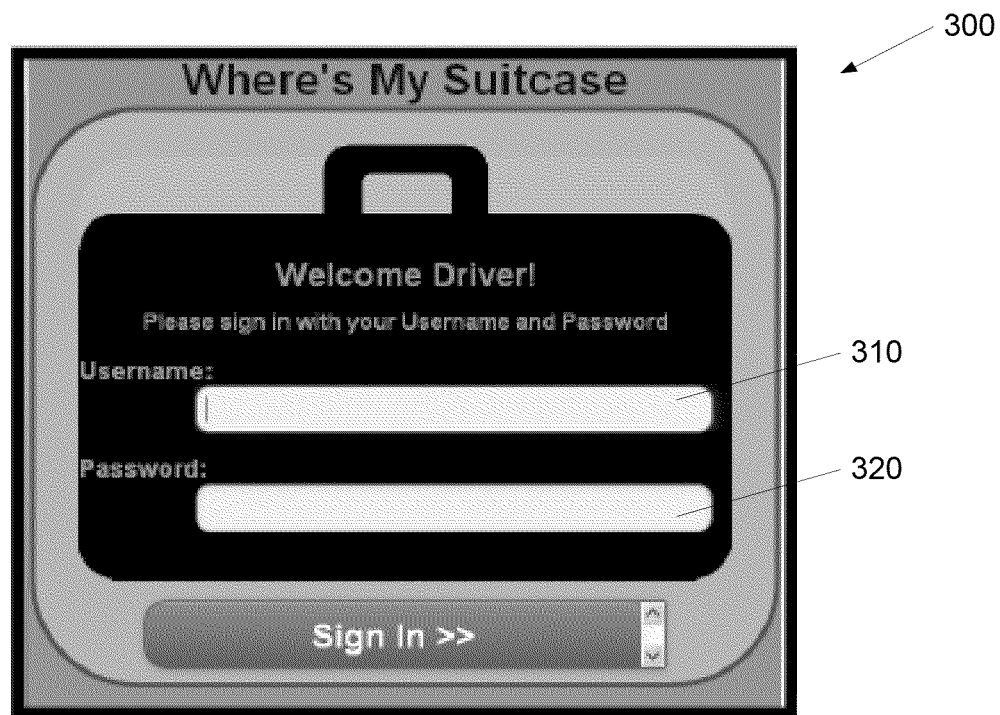 300
Where's My Suitcase
Welcome Driver!
Please sign in with your Username and Password
Username:
310
Password:
320
Sign In >>